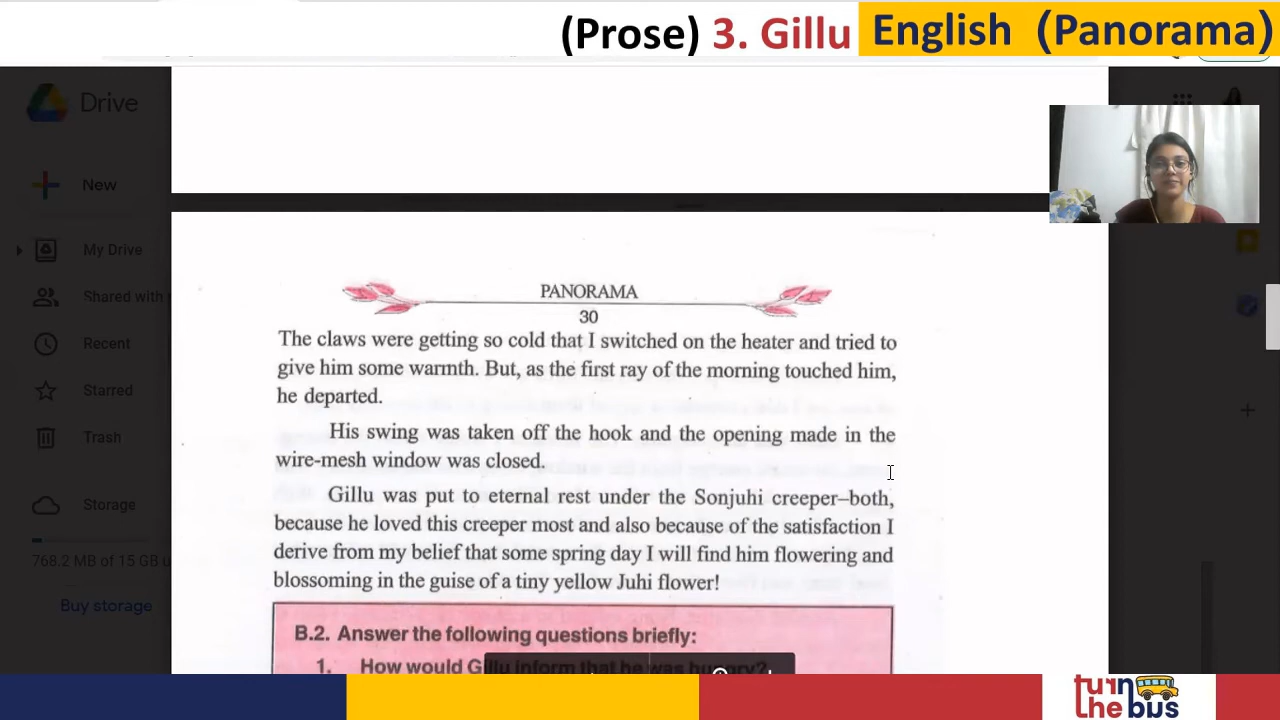 (Prose) 3. Gillu English (Panorama)
Drive
New
My Drive
Shared with
Recent
Starred
Trash
Storage
768.2 MB of 15 GB u
Buy storage
PANORAMA
30
The claws were getting so cold that I switched on the heater and tried to
give him some warmth. But, as the first ray of the morning touched him,
he departed.
His swing was taken off the hook and the opening made in the
wire-mesh window was closed.
Gillu was put to eternal rest under the Sonjuhi creeper–both,
because he loved this creeper most and also because of the satisfaction I
derive from my belief that some spring day I will find him flowering and
blossoming in the guise of a tiny yellow Juhi flower!
B.2. Answer the following questions briefly:
1. How would Gillu inform that he was hungry?
turn
the bus